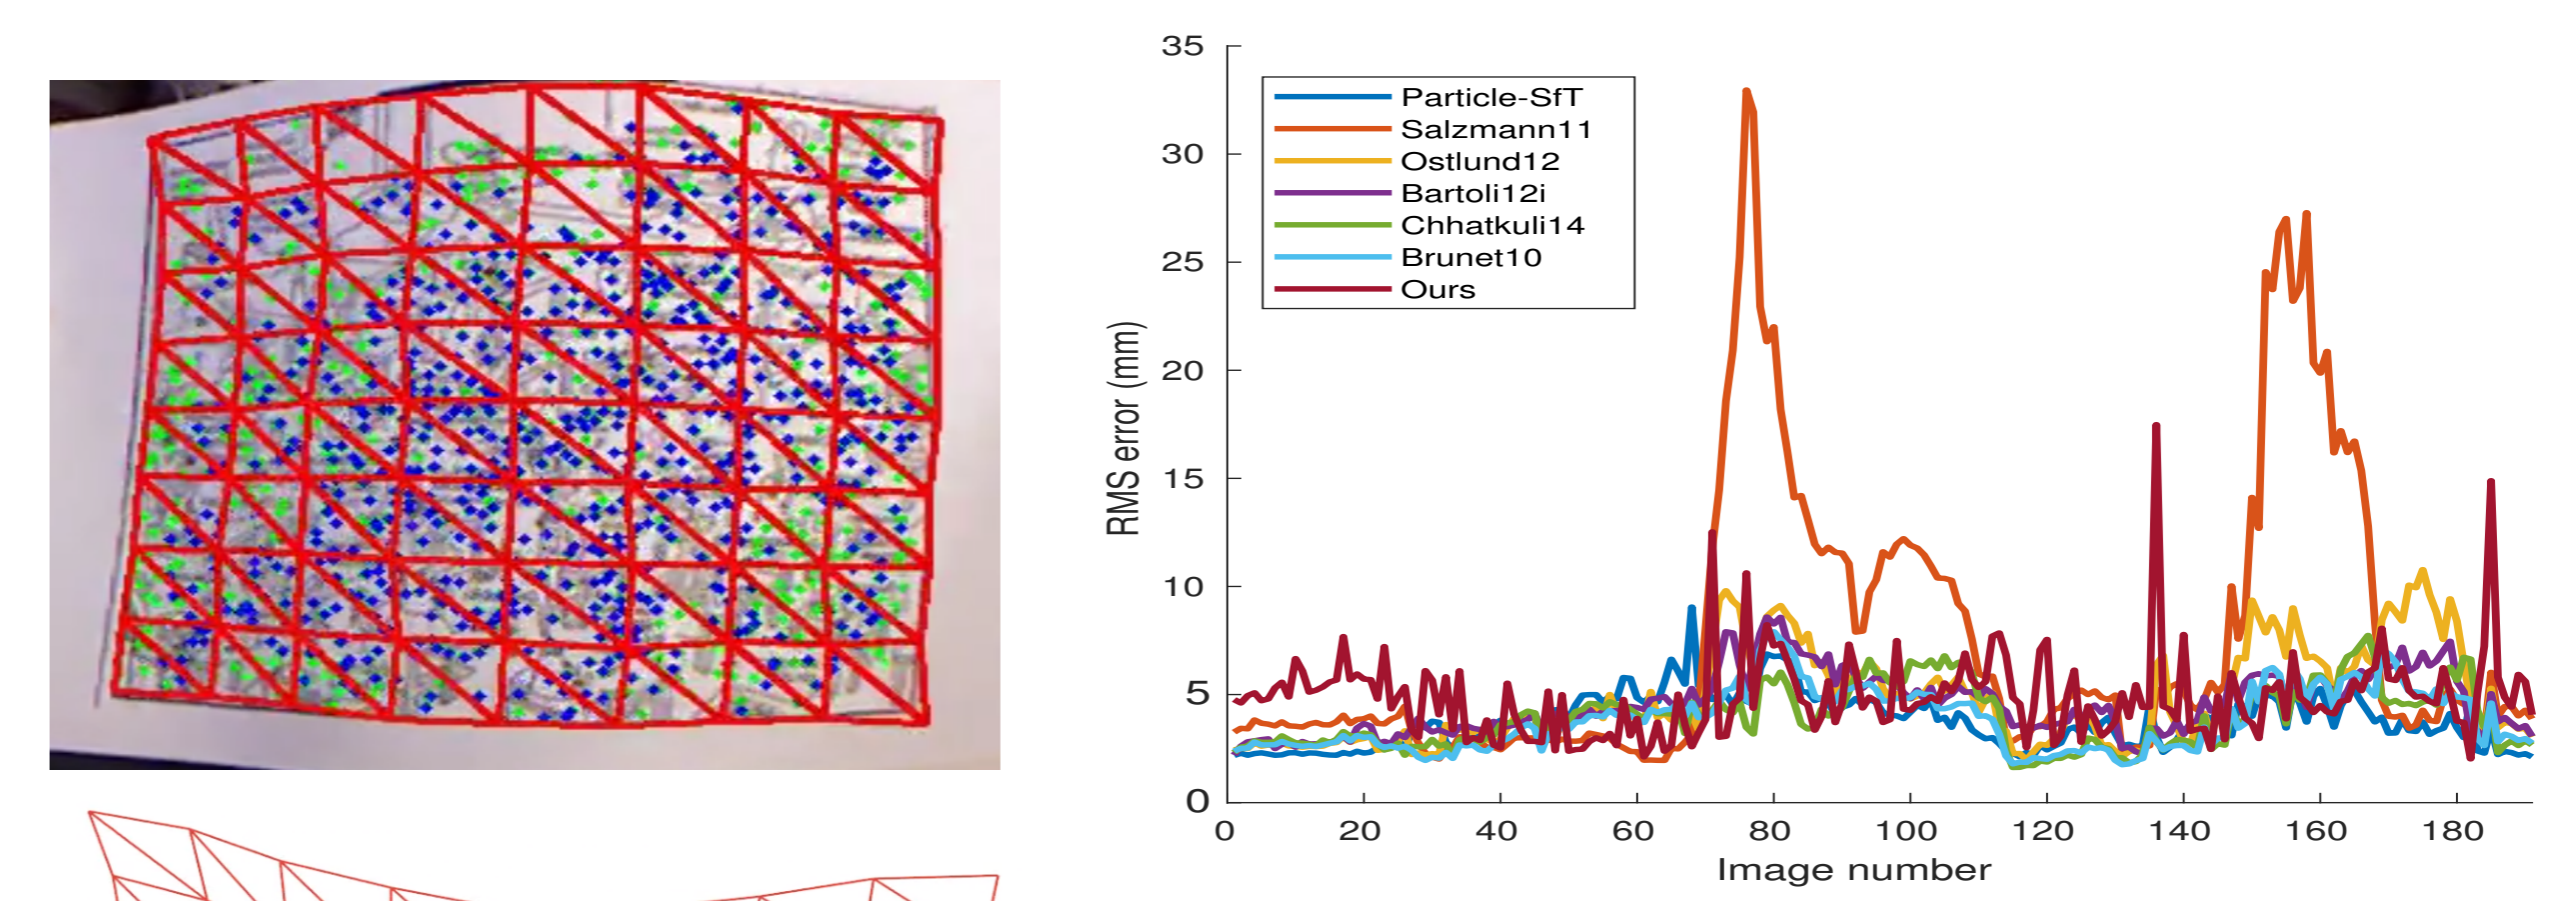 35
30
25
20
15
10
5
0
RMS error (mm)
Particle-SfT
Salzmann11
Ostlund12
Bartoli12i
Chhatkuli14
Brunet10
Ours
0 20 40 60 80 100 120 140 160 180
Image number